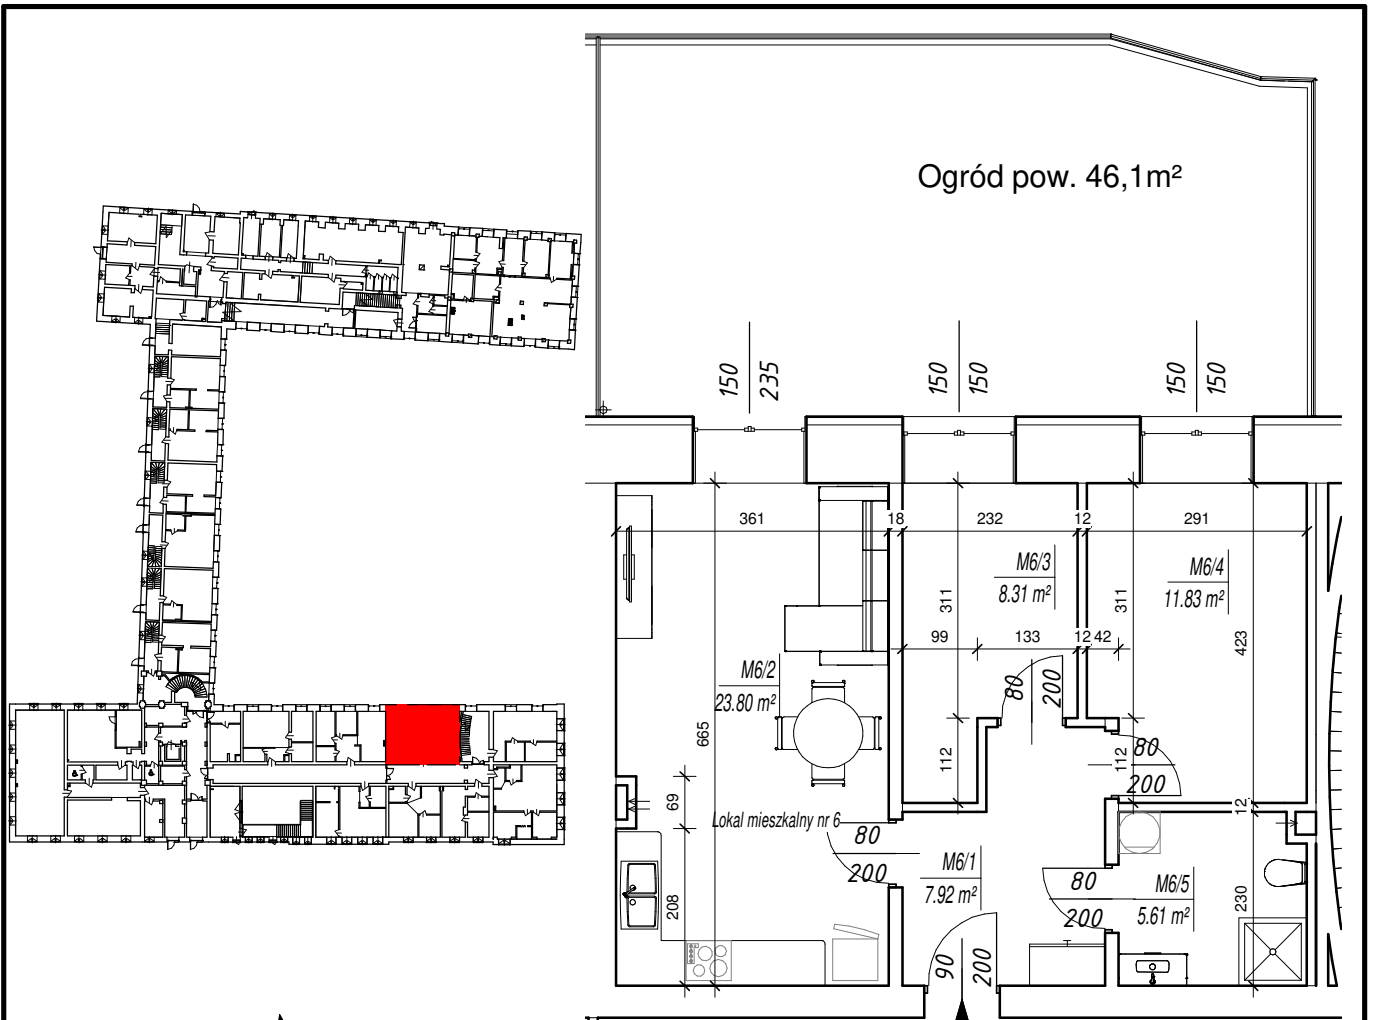 Ogród pow. 46,1m²
150
235
150
150
150
150
361
18
232
12
291
M6/3
8.31 m²
M6/4
11.83 m²
311
311
423
99
133
12
42
M6/2
23.80 m²
80
200
665
112
112
80
200
69
12
Lokal mieszkalny nr 6
80
200
M6/1
7.92 m²
80
200
M6/5
5.61 m²
208
230
90
200